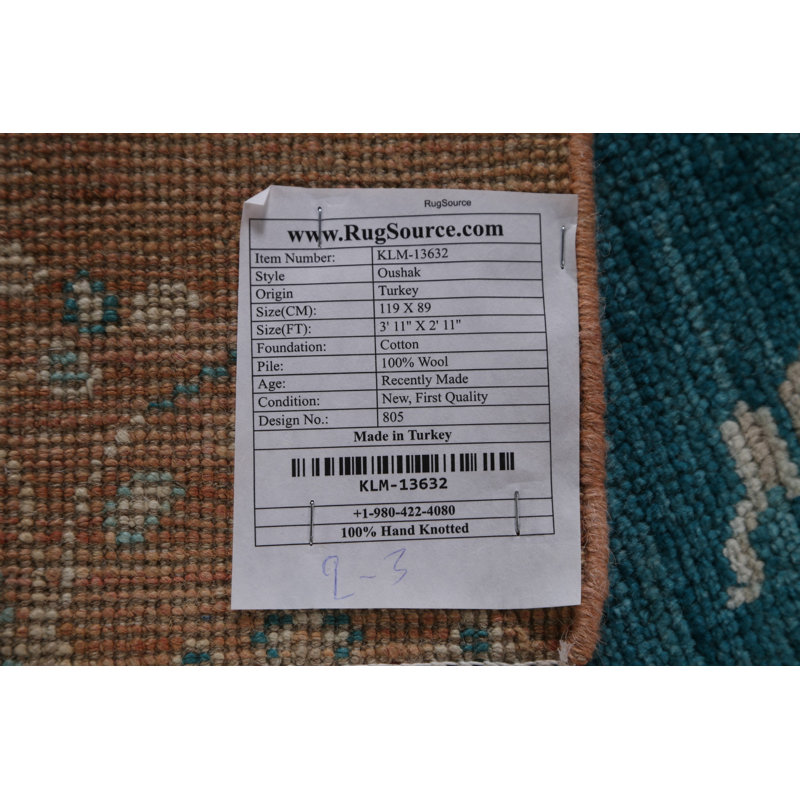 RugSource
www.RugSource.com
Item Number: KLM-13632
Style Oushak
Origin Turkey
Size(CM): 119 X 89
Size(FT): 3' 11" X 2' 11"
Foundation: Cotton
Pile: 100% Wool
Age: Recently Made
Condition: New, First Quality
Design No.: 805
Made in Turkey
KLM-13632
+1-980-422-4080
100% Hand Knotted
2-3